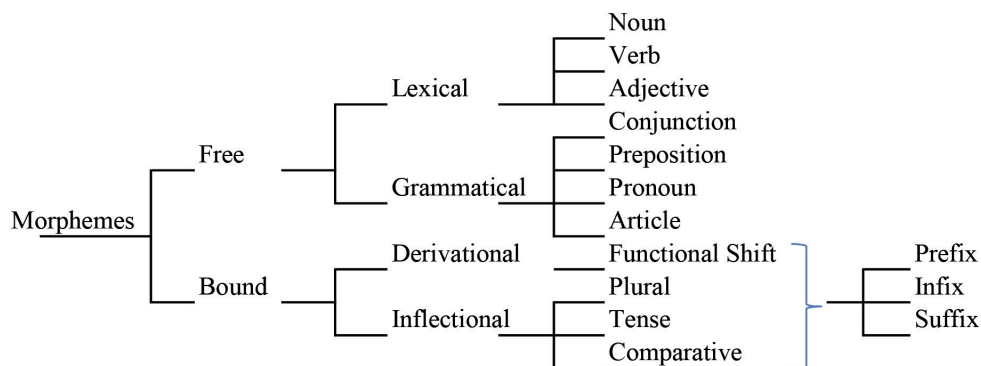 Noun
Verb
Lexical
Adjective
Conjunction
Free
Preposition
Grammatical
Pronoun
Morphemes
Article
Derivational
Functional Shift
Prefix
Bound
Plural
Infix
Inflectional
Tense
Suffix
Comparative